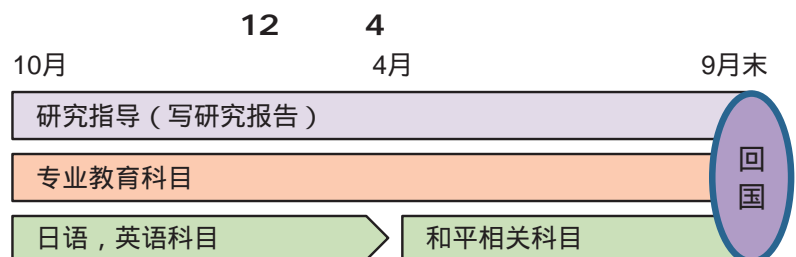 12 4
10月 4月 9月末
研究指导（写研究报告）
专业教育科目
日语，英语科目 和平相关科目
回
国